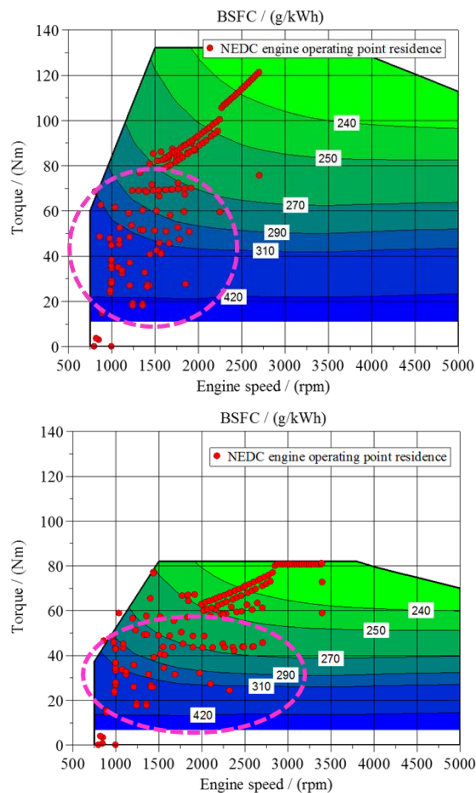 BSFC / (g/kWh)
140
NEDC engine operating point residence
120
240
100
250
80
270
60
290
310
40
420
20
0
Torque / (Nm)
500 1000 1500 2000 2500 3000 3500 4000 4500 5000
Engine speed / (rpm)
BSFC / (g/kWh)
140
NEDC engine operating point residence
120
100
80
60
240
250
40
270
290
310
20
420
0
Torque / (Nm)
500 1000 1500 2000 2500 3000 3500 4000 4500 5000
Engine speed / (rpm)